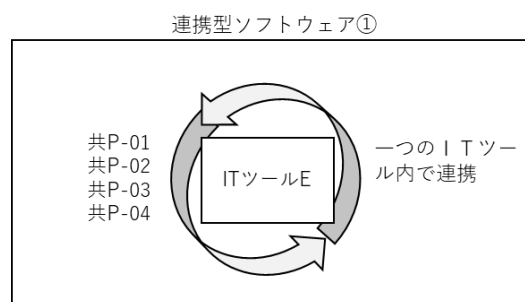 連携型ソフトウェア①
共P-01
共P-02
共P-03
共P-04
ITツールE
一つのＩＴツー
ル内で連携